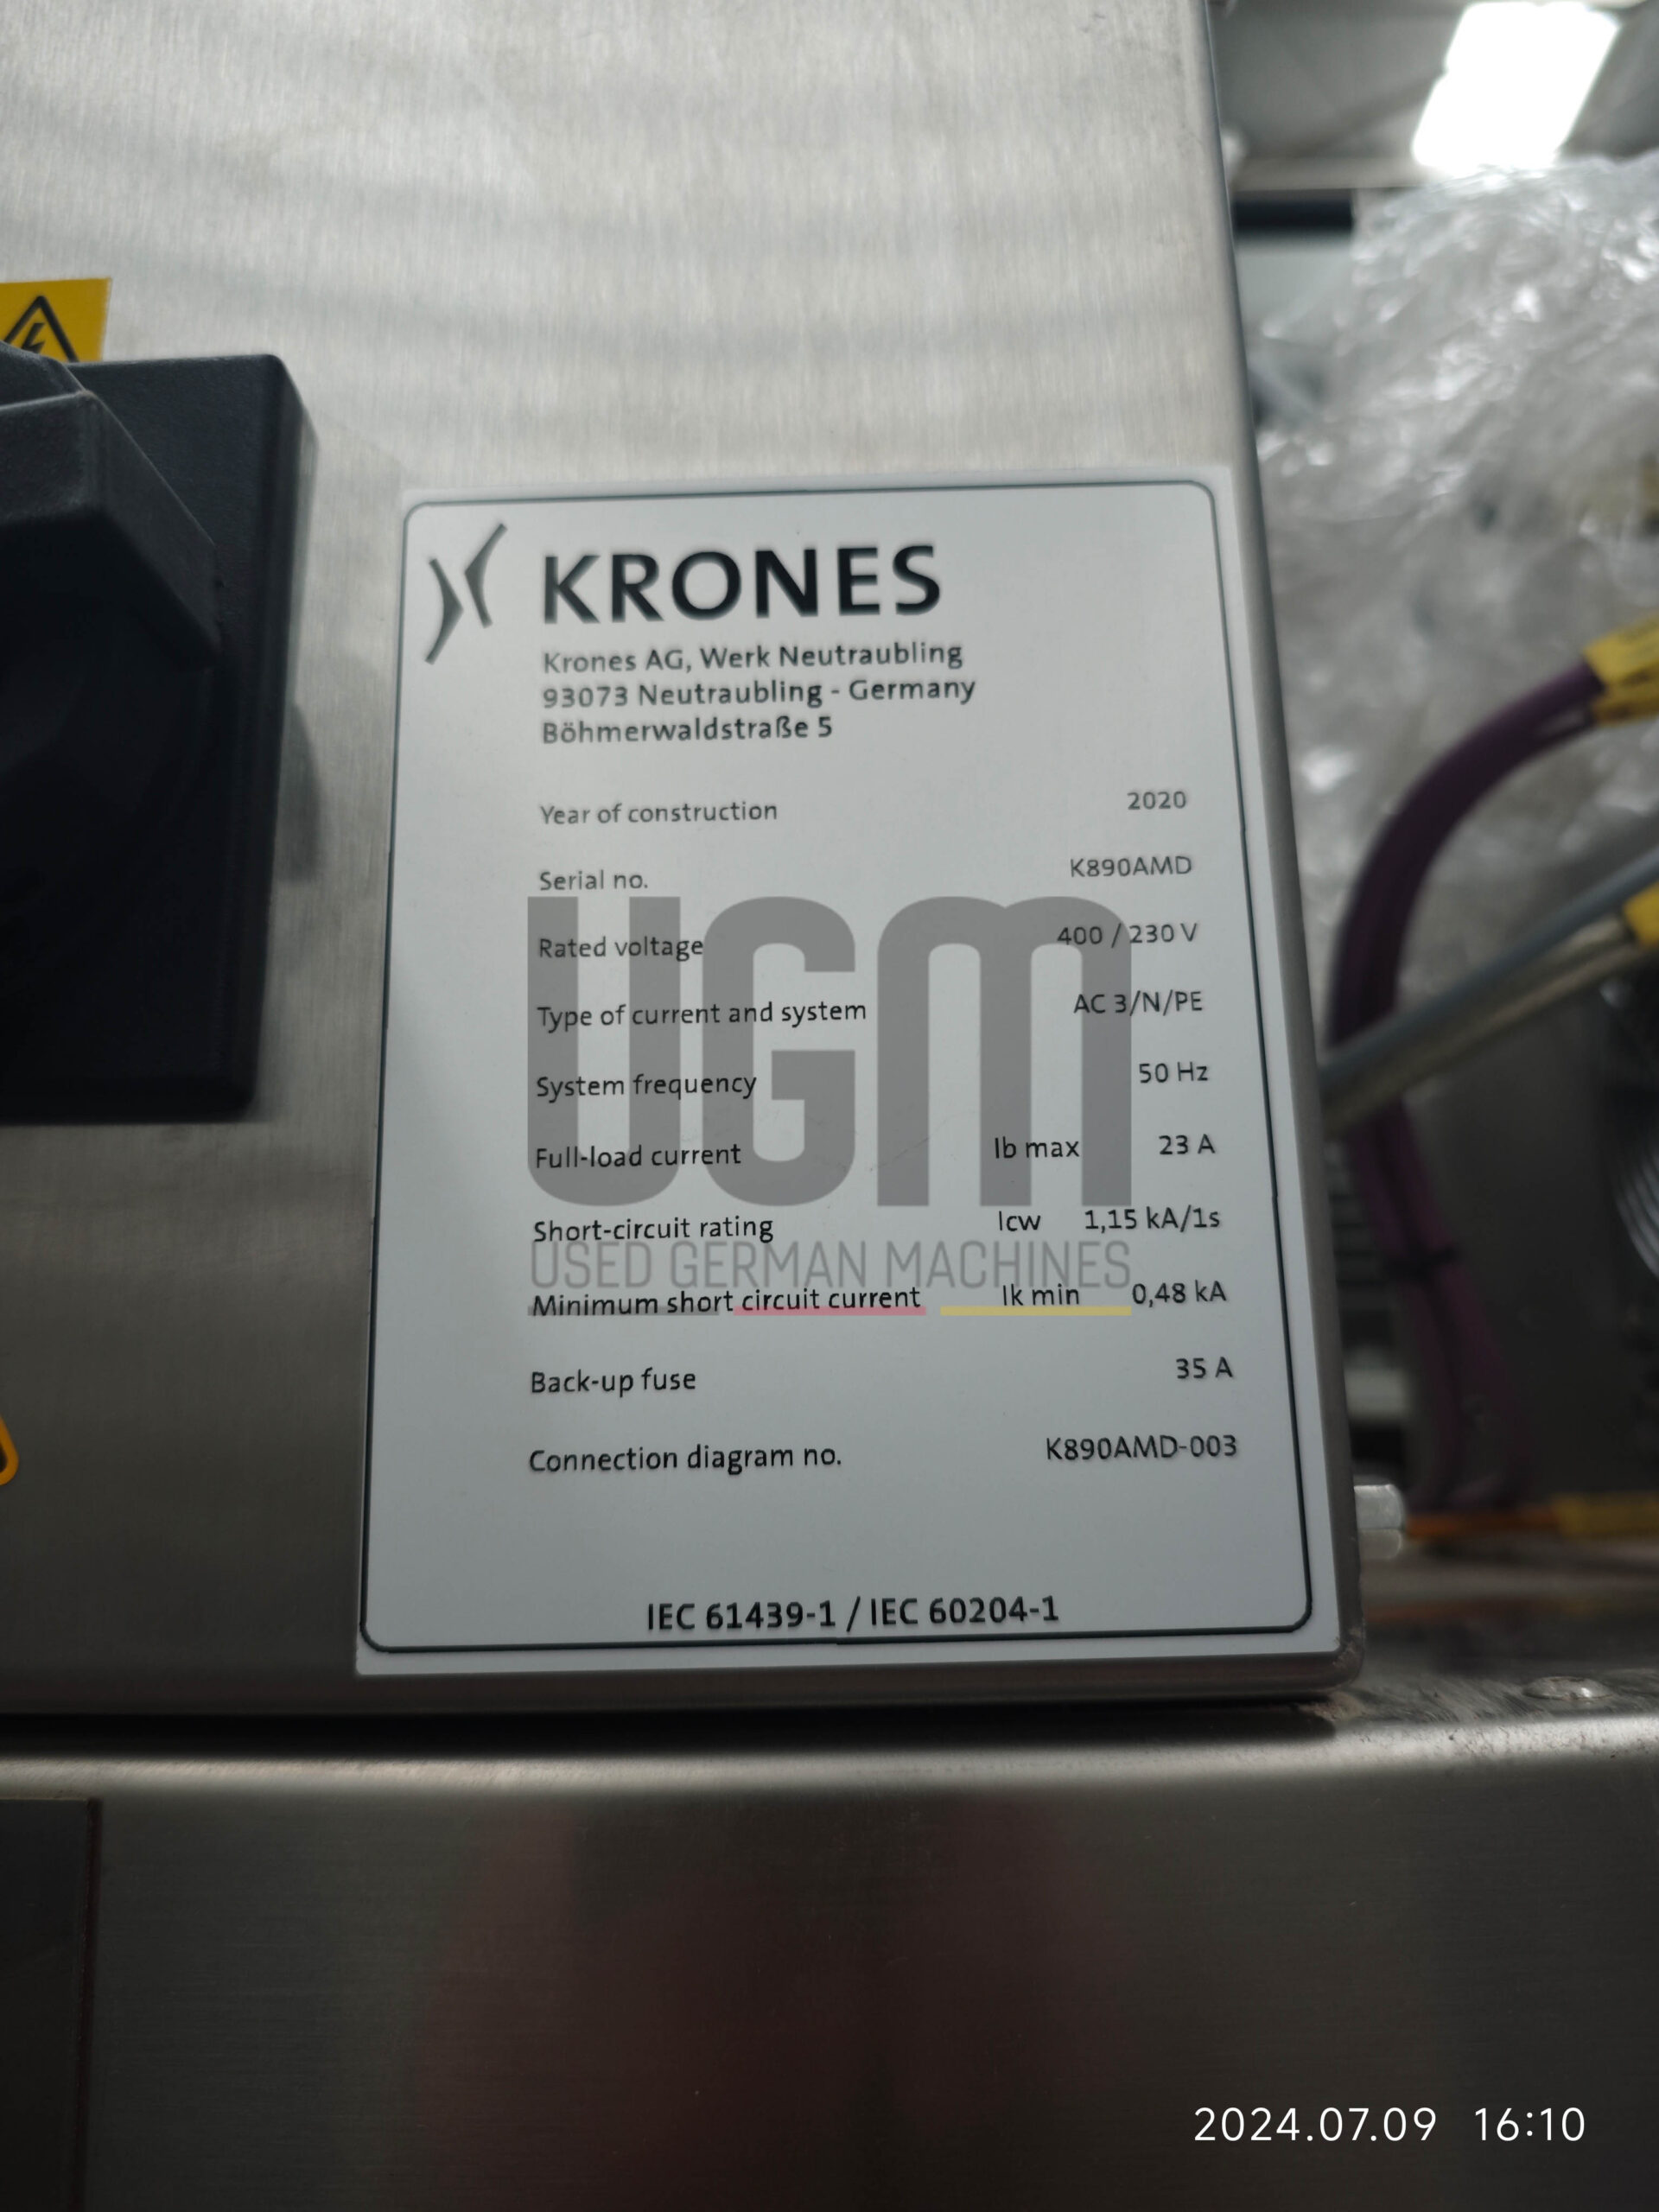 KRONES
Krones AG, Werk Neutraubling
93073 Neutraubling - Germany
Böhmerwaldstraße 5
Year of construction 2020
Serial no. K890AMD
Rated voltage 400 / 230 V
Type of current and system AC 3/N/PE
System frequency 50 Hz
Full-load current Ib max 23 A
Short-circuit rating Icw 1,15 kA/1s
Minimum short circuit current Ik min 0,48 kA
Back-up fuse 35 A
Connection diagram no. K890AMD-003
IEC 61439-1 / IEC 60204-1
UGM
USED GERMAN MACHINES
2024.07.09 16:10